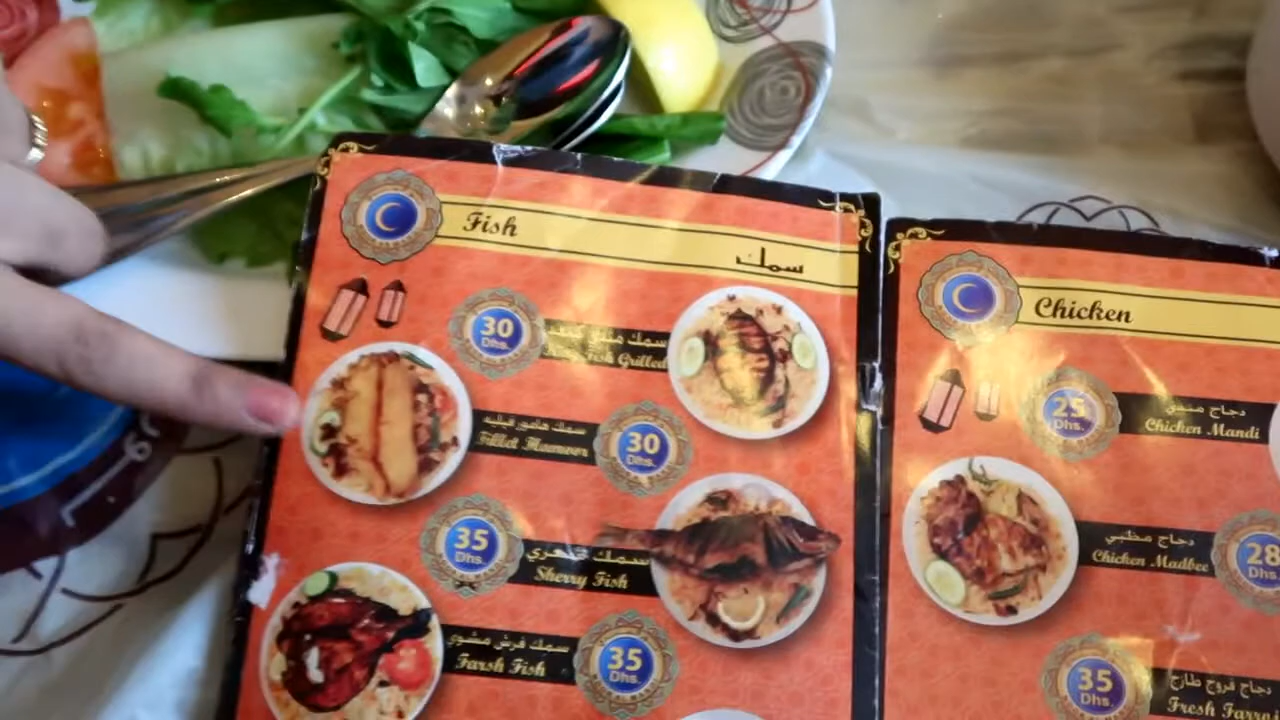 Fish
سمك
30
Dhs.
سمك
Grilled
سمك هامور فيليه
Fillet Hamoor
30
Dhs.
35
Dhs.
سمك شعري
Sherry Fish
سمك فرش مشوي
Farsh Fish
35
Dhs.
Chicken
25
Dhs.
دجاج مندي
Chicken Mandi
دجاج مظبي
Chicken Madbee
28
Dhs.
35
Dhs.
دجاج فروج طازج
Fresh